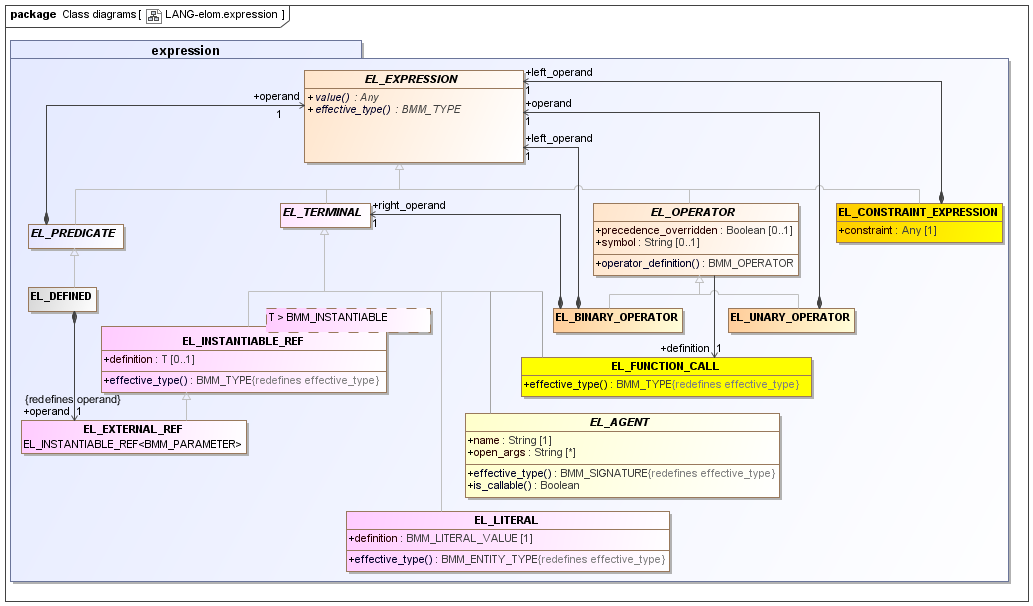 package Class diagrams[ LANG-elom.expression ]
expression
EL_EXPRESSION
+value() : Any
+effective_type() : BMM_TYPE
+left_operand
1
+operand
1
+operand
1
+left_operand
1
EL_PREDICATE
EL_TERMINAL
+right_operand
1
EL_OPERATOR
+precedence_overridden : Boolean [0..1]
+symbol : String [0..1]
+operator_definition() : BMM_OPERATOR
EL_CONSTRAINT_EXPRESSION
+constraint : Any [1]
EL_DEFINED
T > BMM_INSTANTIABLE
EL_INSTANTIABLE_REF
+definition : T [0..1]
+effective_type() : BMM_TYPE{redefines effective_type}
EL_BINARY_OPERATOR
EL_UNARY_OPERATOR
+definition 1
EL_FUNCTION_CALL
+effective_type() : BMM_TYPE{redefines effective_type}
{redefines operand}
+operand 1
EL_EXTERNAL_REF
EL_INSTANTIABLE_REF<BMM_PARAMETER>
EL_AGENT
+name : String [1]
+open_args : String [*]
+effective_type() : BMM_SIGNATURE{redefines effective_type}
+is_callable() : Boolean
EL_LITERAL
+definition : BMM_LITERAL_VALUE [1]
+effective_type() : BMM_ENTITY_TYPE{redefines effective_type}